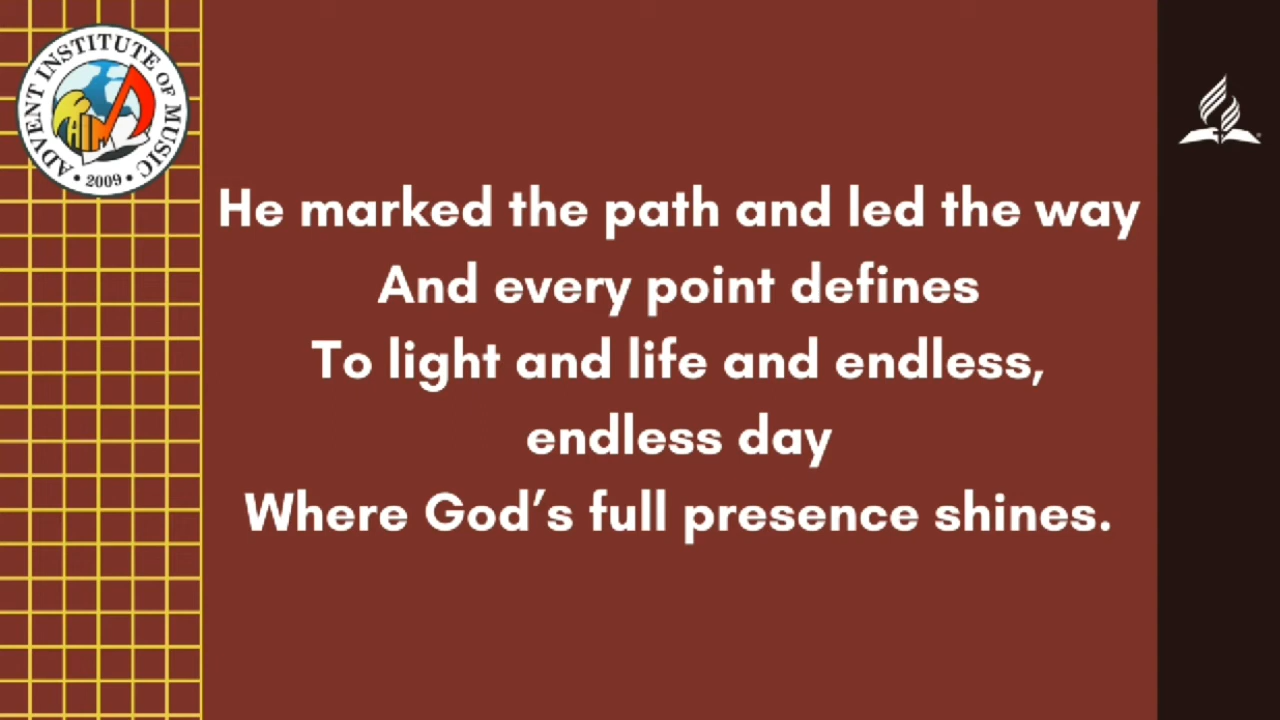 ADVENT INSTITUTE OF MUSIC
AIM
• 2009 •
He marked the path and led the way
And every point defines
To light and life and endless,
endless day
Where God’s full presence shines.